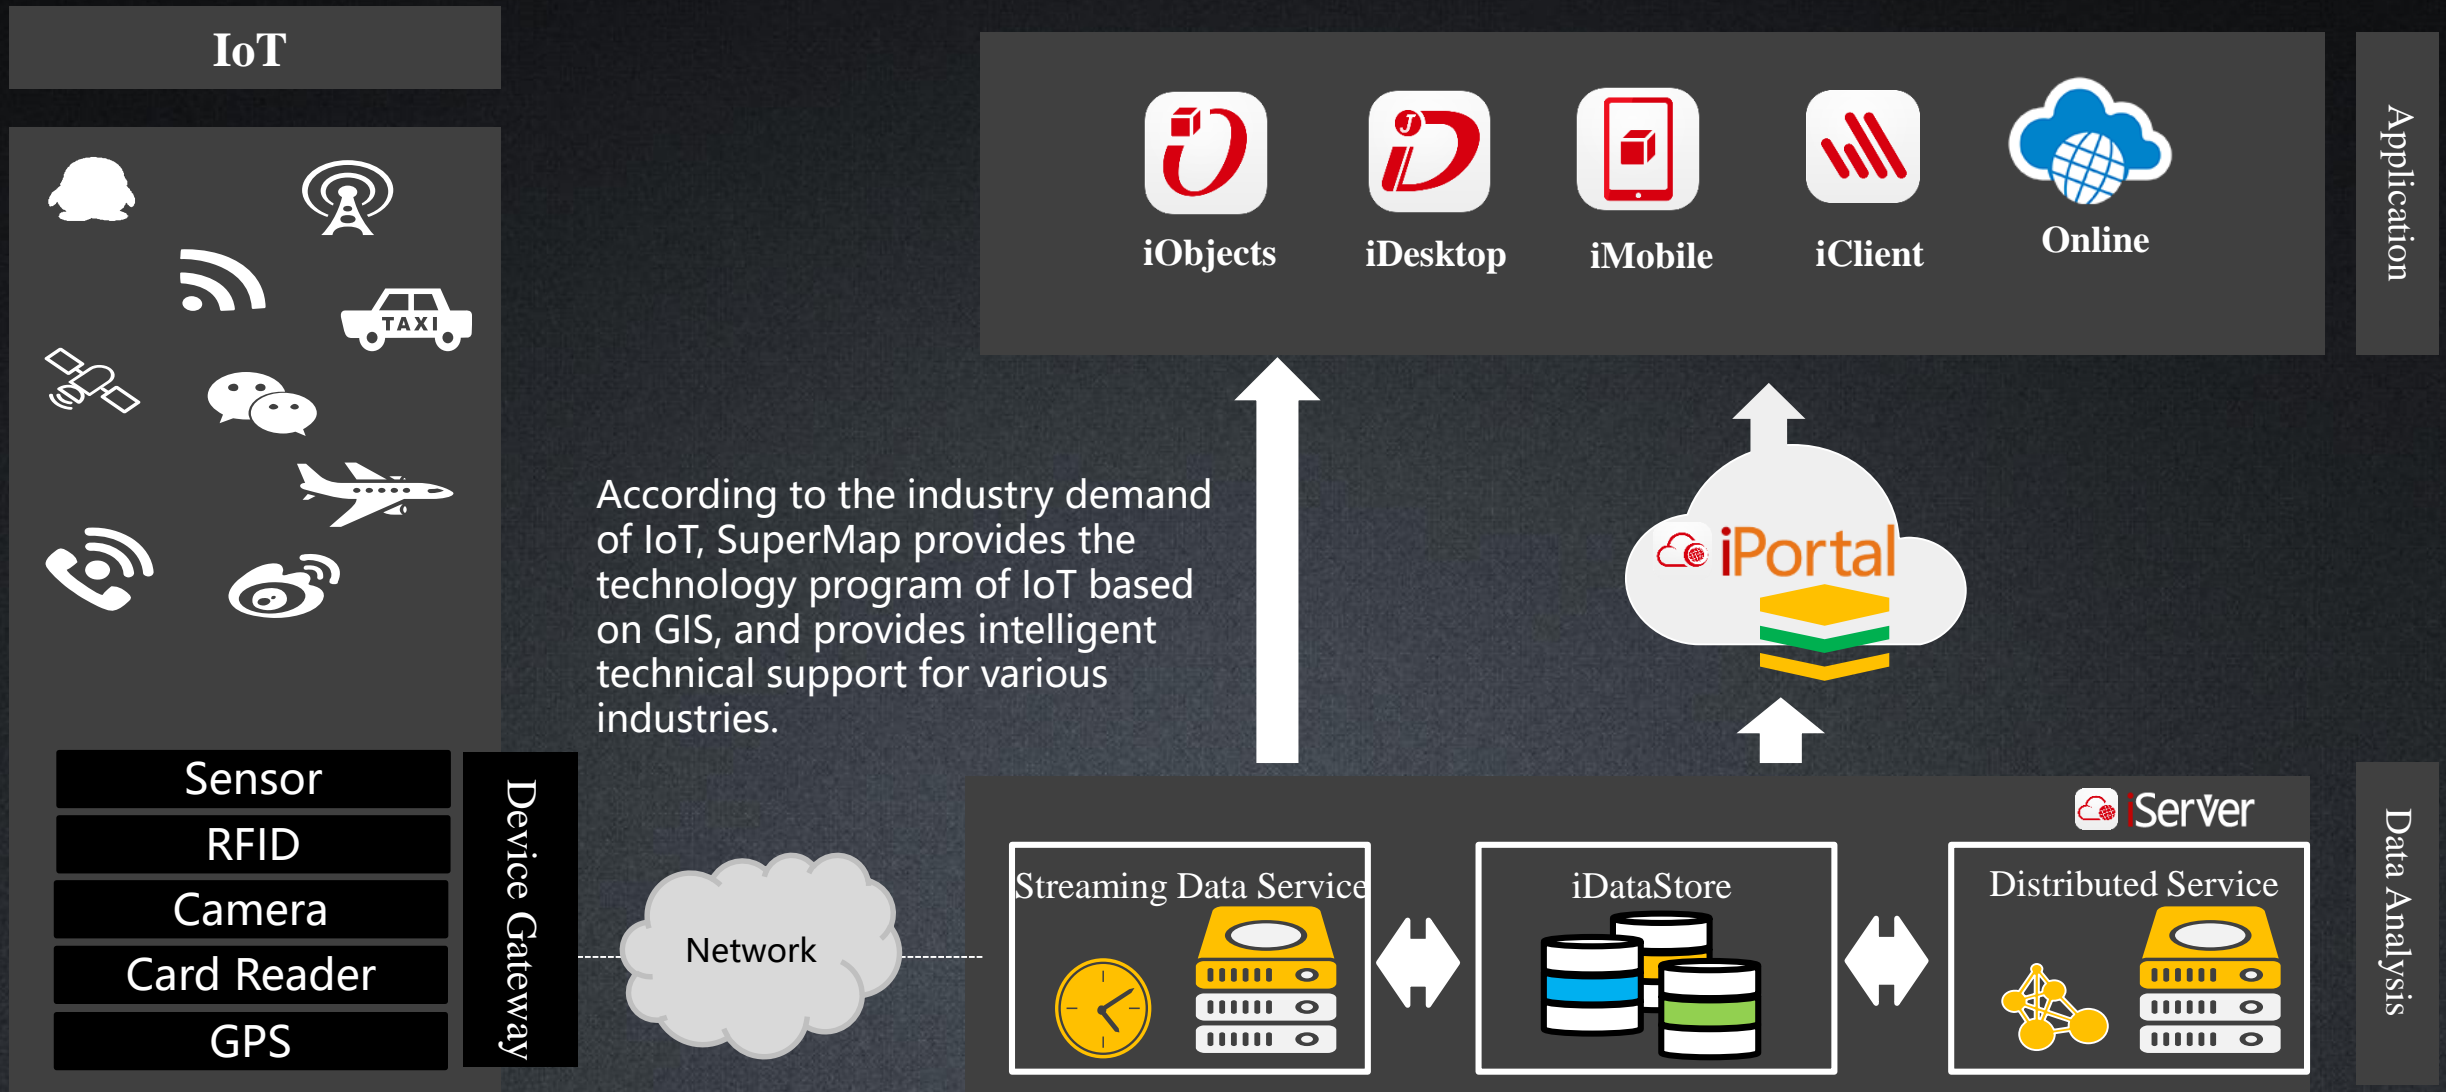 IoT
TAXI
Sensor
RFID
Camera
Card Reader
GPS
Device Gateway
According to the industry demand
of IoT, SuperMap provides the
technology program of IoT based
on GIS, and provides intelligent
technical support for various
industries.
Network
J
iObjects
iDesktop
iMobile
iClient
Online
Application
iPortal
iServer
Streaming Data Service
iDataStore
Distributed Service
Data Analysis